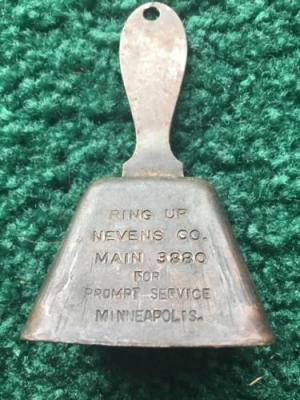 RING UP
NEVENS CO.
MAIN 3880
FOR
PROMPT SERVICE
MINNEAPOLIS.